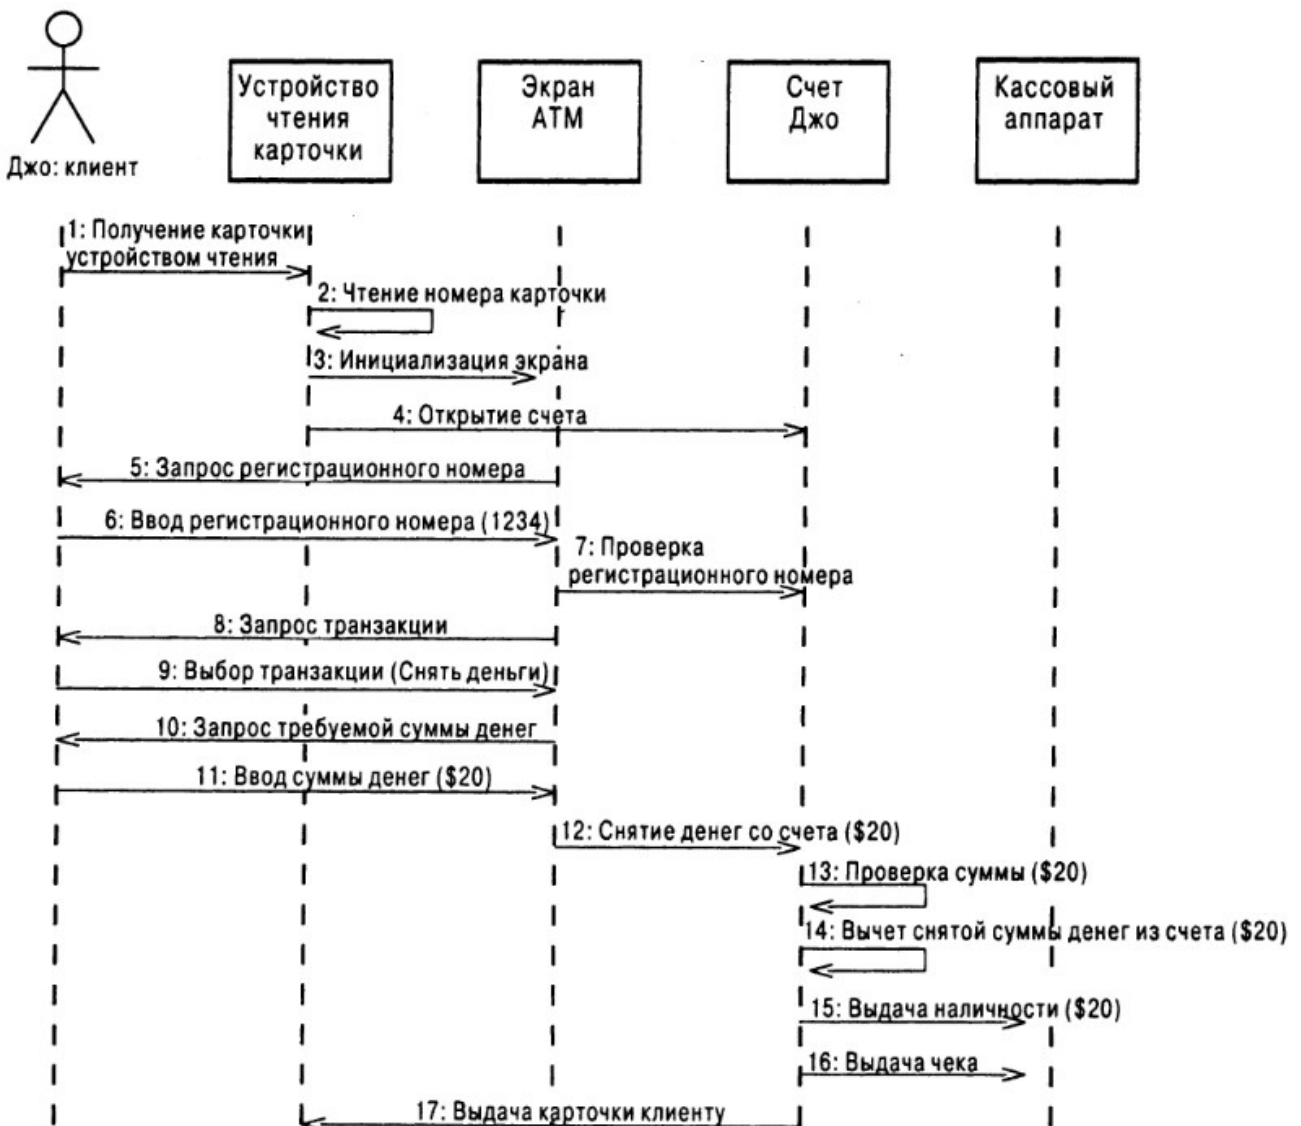 Джо: клиент
Устройство
чтения
карточки
Экран
АТМ
Счет
Джо
Кассовый
аппарат
1: Получение карточки
устройством чтения
2: Чтение номера карточки
3: Инициализация экрана
4: Открытие счета
5: Запрос регистрационного номера
6: Ввод регистрационного номера (1234)
7: Проверка
регистрационного номера
8: Запрос транзакции
9: Выбор транзакции (Снять деньги)
10: Запрос требуемой суммы денег
11: Ввод суммы денег ($20)
12: Снятие денег со счета ($20)
13: Проверка суммы ($20)
14: Вычет снятой суммы денег из счета ($20)
15: Выдача наличности ($20)
16: Выдача чека
17: Выдача карточки клиенту